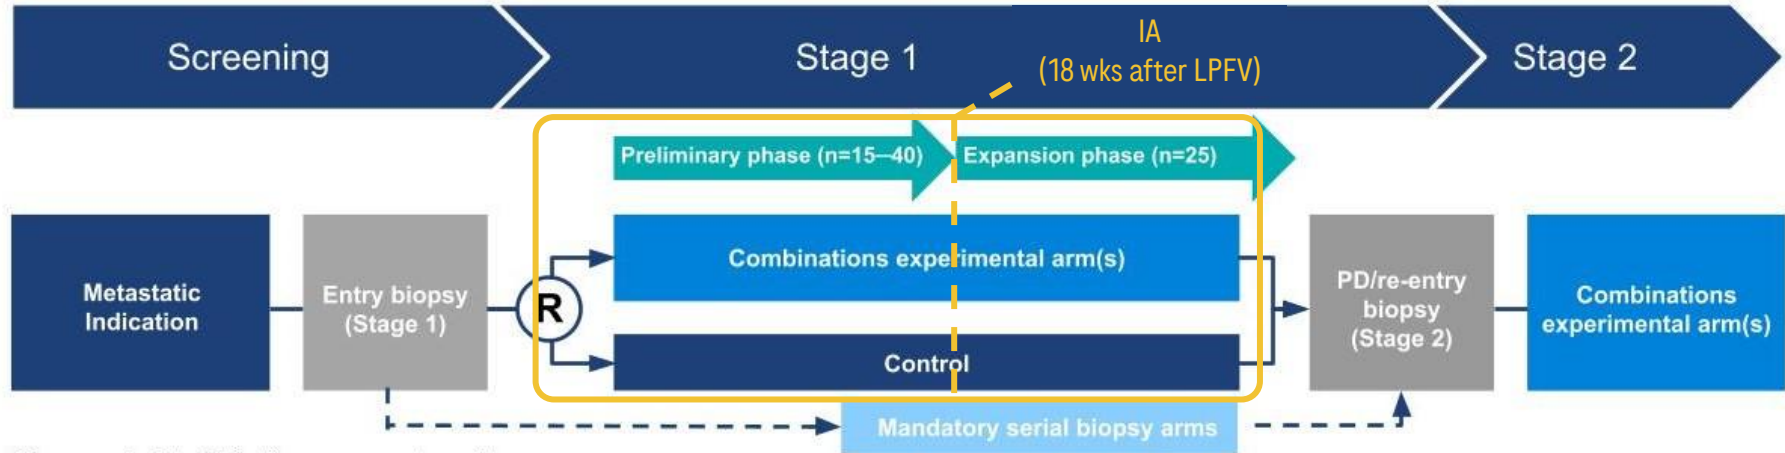 Screening
Stage 1
IA
(18 wks after LPFV)
Stage 2
Preliminary phase (n=15–40)
Expansion phase (n=25)
Metastatic
Indication
Entry biopsy
(Stage 1)
R
Combinations experimental arm(s)
Control
PD/re-entry
biopsy
(Stage 2)
Combinations
experimental arm(s)
Mandatory serial biopsy arms